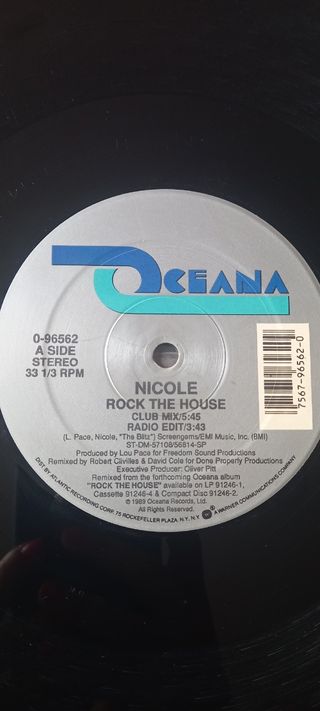 OCEANA
0-96562
A SIDE
STEREO
33 1/3 RPM
7567-96562-0
NICOLE
ROCK THE HOUSE
CLUB MIX/5:45
RADIO EDIT/3:43
(L. Pace, Nicole, "The Blitz") Screengems/EMI Music, Inc. (BMI)
ST-DM-57108/56814-SP
Produced by Lou Pace for Freedom Sound Productions
Remixed by Robert Clivilles & David Cole for Done Properly Productions
Executive Producer: Oliver Pitt
Remixed from the forthcoming Oceana album
"ROCK THE HOUSE" available on LP 91246-1,
Cassette 91246-4 & Compact Disc 91246-2.
© 1989 Oceana Records, Ltd.
All Rights Reserved.
DIST. BY ATLANTIC RECORDING CORP. 75 ROCKEFELLER PLAZA, N.Y., N.Y. ® A WARNER COMMUNICATIONS COMPANY